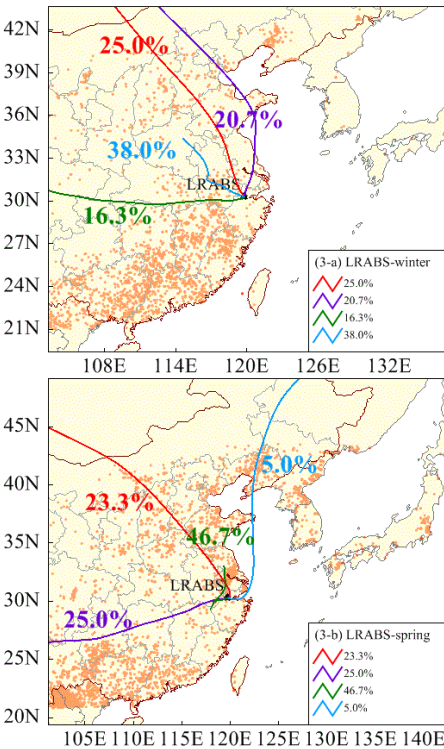 42N
39N
36N
33N
30N
27N
24N
21N
25.0%
20.7%
38.0%
LRABS
16.3%
(3-a) LRABS-winter
25.0%
20.7%
16.3%
38.0%
108E 114E 120E 126E 132E
45N
40N
35N
30N
25N
20N
5.0%
23.3%
46.7%
LRABS
25.0%
(3-b) LRABS-spring
23.3%
25.0%
46.7%
5.0%
105E 110E 115E 120E 125E 130E 135E 140E